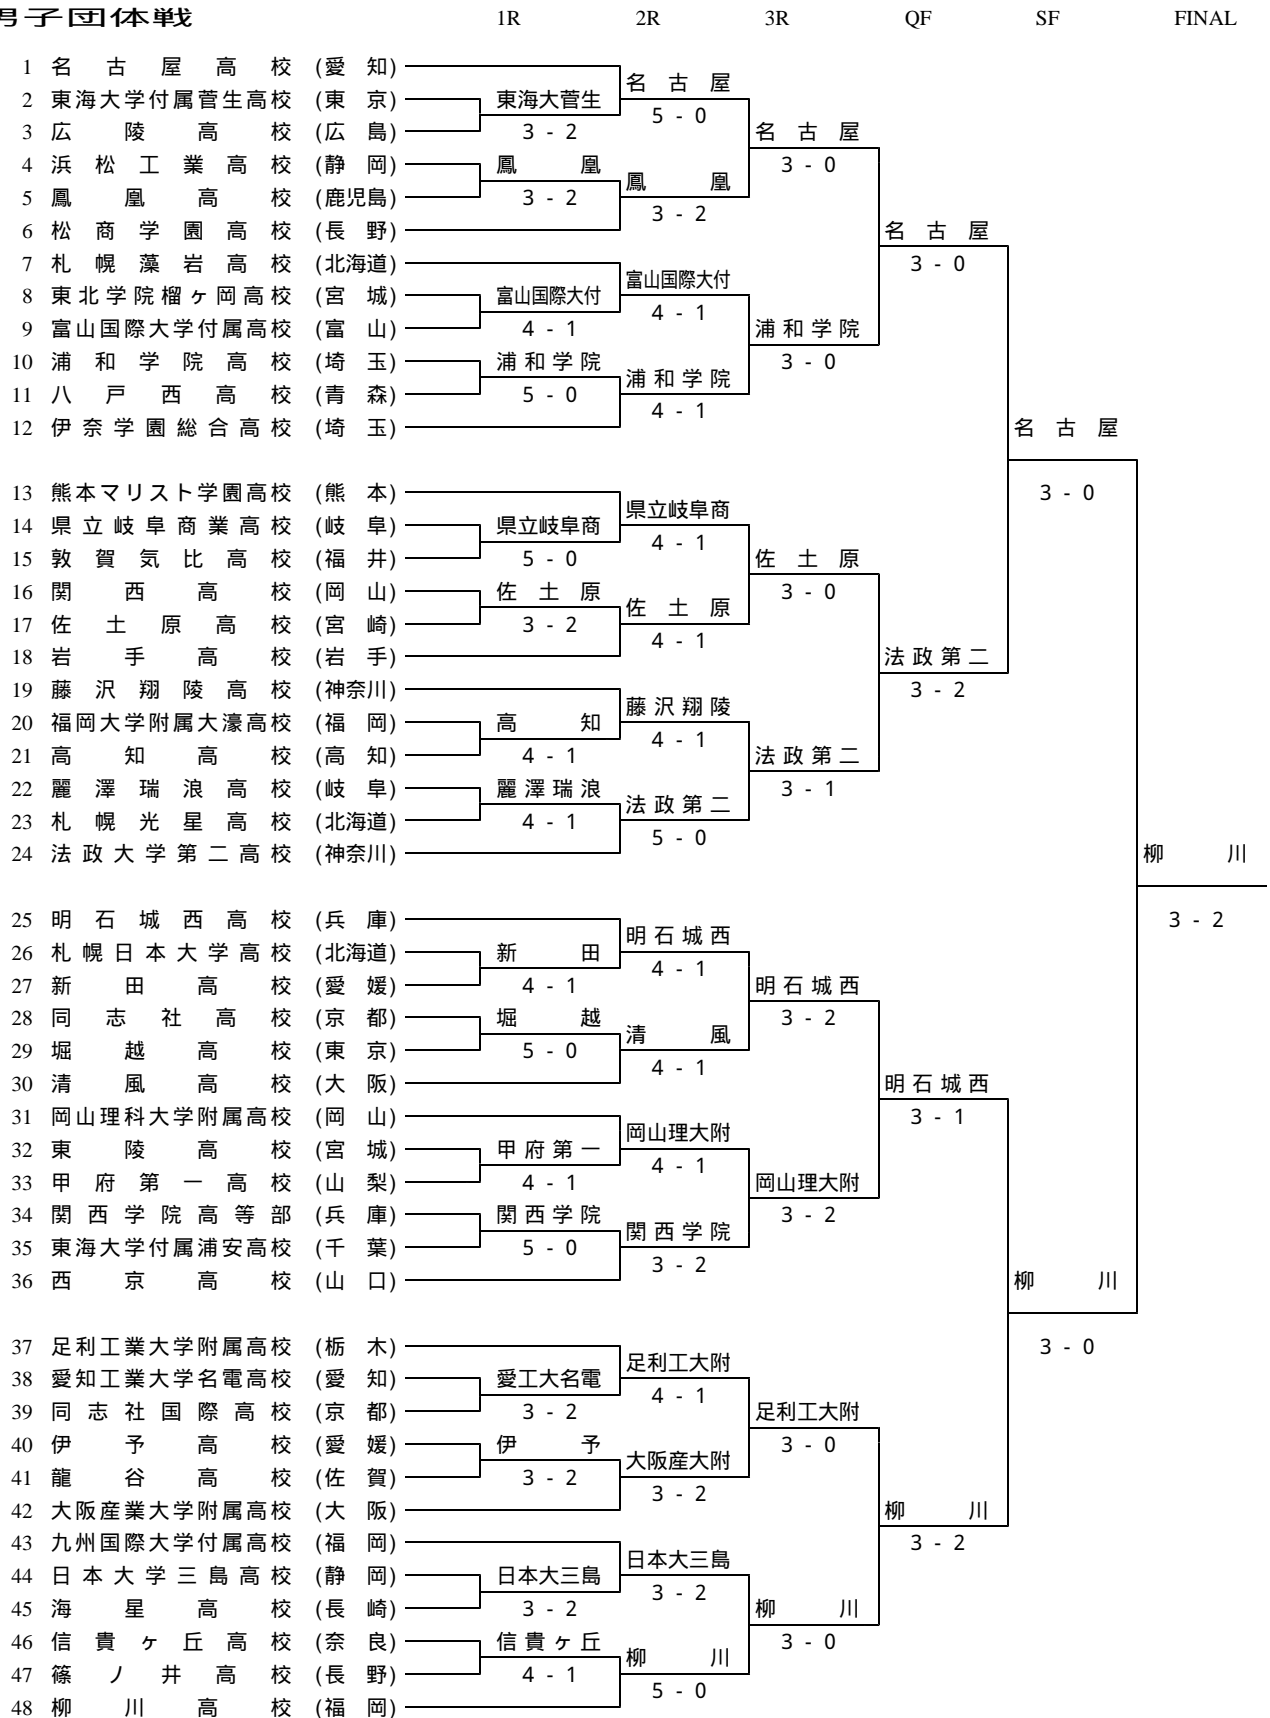 男子団体戦 1R 2R 3R QF SF FINAL
1 名古屋高校 (愛知)
名古屋
2 東海大学付属菅生高校 (東京) 東海大菅生
5 - 0
3 広陵高校 (広島) 3 - 2 名古屋
4 浜松工業高校 (静岡) 鳳凰 3 - 0
鳳凰
5 鳳凰高校 (鹿児島) 3 - 2
3 - 2
6 松商学園高校 (長野) 名古屋
7 札幌藻岩高校 (北海道) 3 - 0
富山国際大付
8 東北学院榴ヶ岡高校 (宮城) 富山国際大付
4 - 1
9 富山国際大学付属高校 (富山) 4 - 1 浦和学院
10 浦和学院高校 (埼玉) 浦和学院 3 - 0
浦和学院
11 八戸西高校 (青森) 5 - 0
4 - 1
12 伊奈学園総合高校 (埼玉) 名古屋
13 熊本マリスト学園高校 (熊本) 3 - 0
県立岐阜商
14 県立岐阜商業高校 (岐阜) 県立岐阜商
4 - 1
15 敦賀気比高校 (福井) 5 - 0 佐土原
16 関西高校 (岡山) 佐土原 3 - 0
佐土原
17 佐土原高校 (宮崎) 3 - 2
4 - 1
18 岩手高校 (岩手) 法政第二
19 藤沢翔陵高校 (神奈川) 3 - 2
藤沢翔陵
20 福岡大学附属大濠高校 (福岡) 高知
4 - 1
21 高知高校 (高知) 4 - 1 法政第二
22 麗澤瑞浪高校 (岐阜) 麗澤瑞浪 3 - 1
法政第二
23 札幌光星高校 (北海道) 4 - 1
5 - 0
24 法政大学第二高校 (神奈川) 柳川
25 明石城西高校 (兵庫) 3 - 2
明石城西
26 札幌日本大学高校 (北海道) 新田
4 - 1
27 新田高校 (愛媛) 4 - 1 明石城西
28 同志社高校 (京都) 堀越 3 - 2
清風
29 堀越高校 (東京) 5 - 0
4 - 1
30 清風高校 (大阪) 明石城西
31 岡山理科大学附属高校 (岡山) 3 - 1
岡山理大附
32 東陵高校 (宮城) 甲府第一
4 - 1
33 甲府第一高校 (山梨) 4 - 1 岡山理大附
34 関西学院高等部 (兵庫) 関西学院 3 - 2
関西学院
35 東海大学付属浦安高校 (千葉) 5 - 0
3 - 2
36 西京高校 (山口) 柳川
37 足利工業大学附属高校 (栃木) 3 - 0
足利工大附
38 愛知工業大学名電高校 (愛知) 愛工大名電
4 - 1
39 同志社国際高校 (京都) 3 - 2 足利工大附
40 伊予高校 (愛媛) 伊予 3 - 0
大阪産大附
41 龍谷高校 (佐賀) 3 - 2
3 - 2
42 大阪産業大学附属高校 (大阪) 柳川
43 九州国際大学付属高校 (福岡) 3 - 2
日本大三島
44 日本大学三島高校 (静岡) 日本大三島
3 - 2
45 海星高校 (長崎) 3 - 2 柳川
46 信貴ヶ丘高校 (奈良) 信貴ヶ丘 3 - 0
柳川
47 篠ノ井高校 (長野) 4 - 1
5 - 0
48 柳川高校 (福岡)